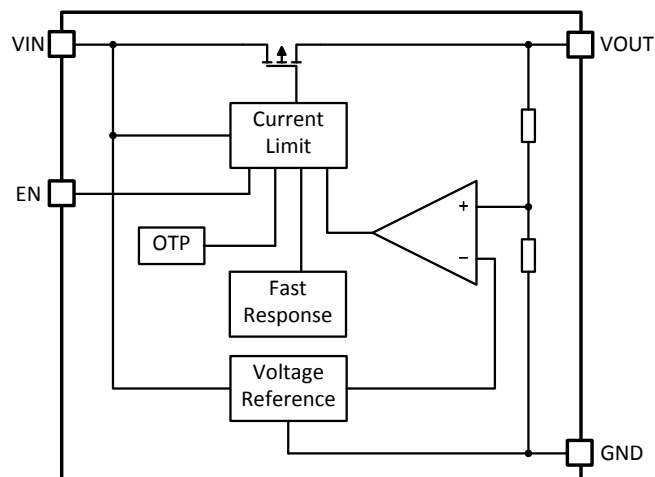 VIN
VOUT
Current
Limit
EN
+
OTP
−
Fast
Response
Voltage
Reference
GND